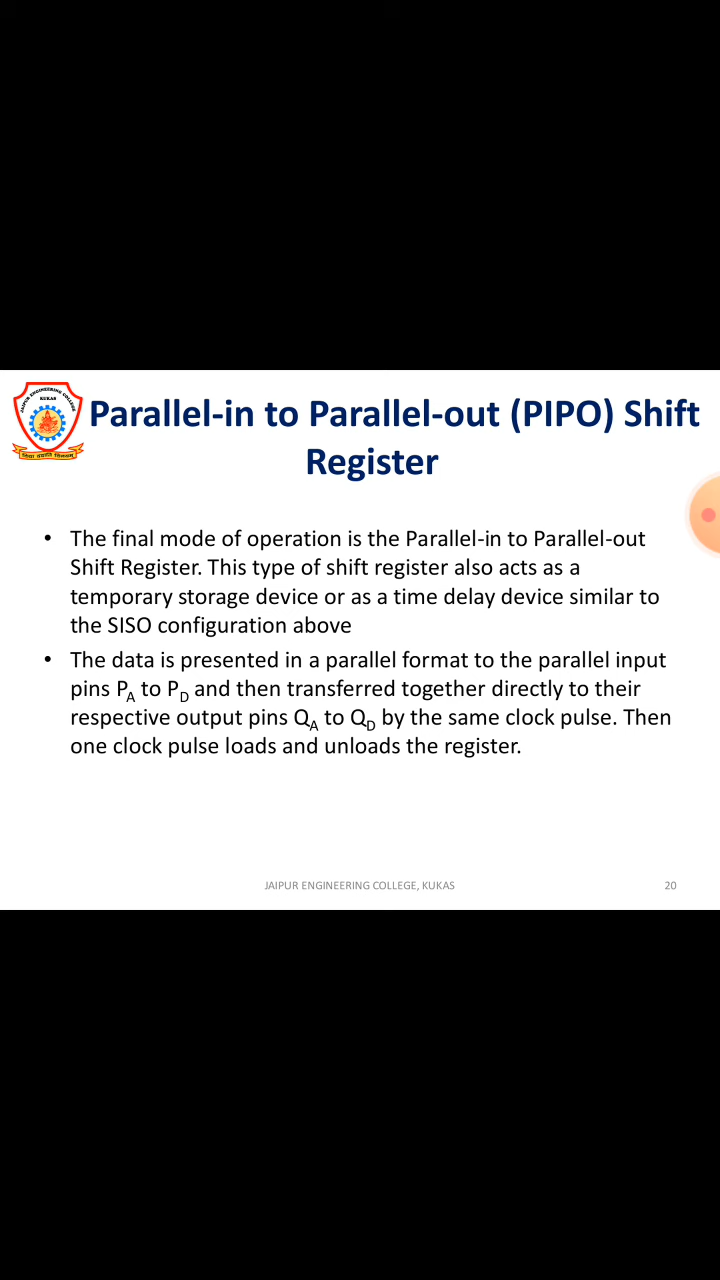 JAIPUR ENGINEERING COLLEGE
KUKAS
Parallel-in to Parallel-out (PIPO) Shift
Register
• The final mode of operation is the Parallel-in to Parallel-out
Shift Register. This type of shift register also acts as a
temporary storage device or as a time delay device similar to
the SISO configuration above
• The data is presented in a parallel format to the parallel input
pins PA to PD and then transferred together directly to their
respective output pins QA to QD by the same clock pulse. Then
one clock pulse loads and unloads the register.
JAIPUR ENGINEERING COLLEGE, KUKAS
20